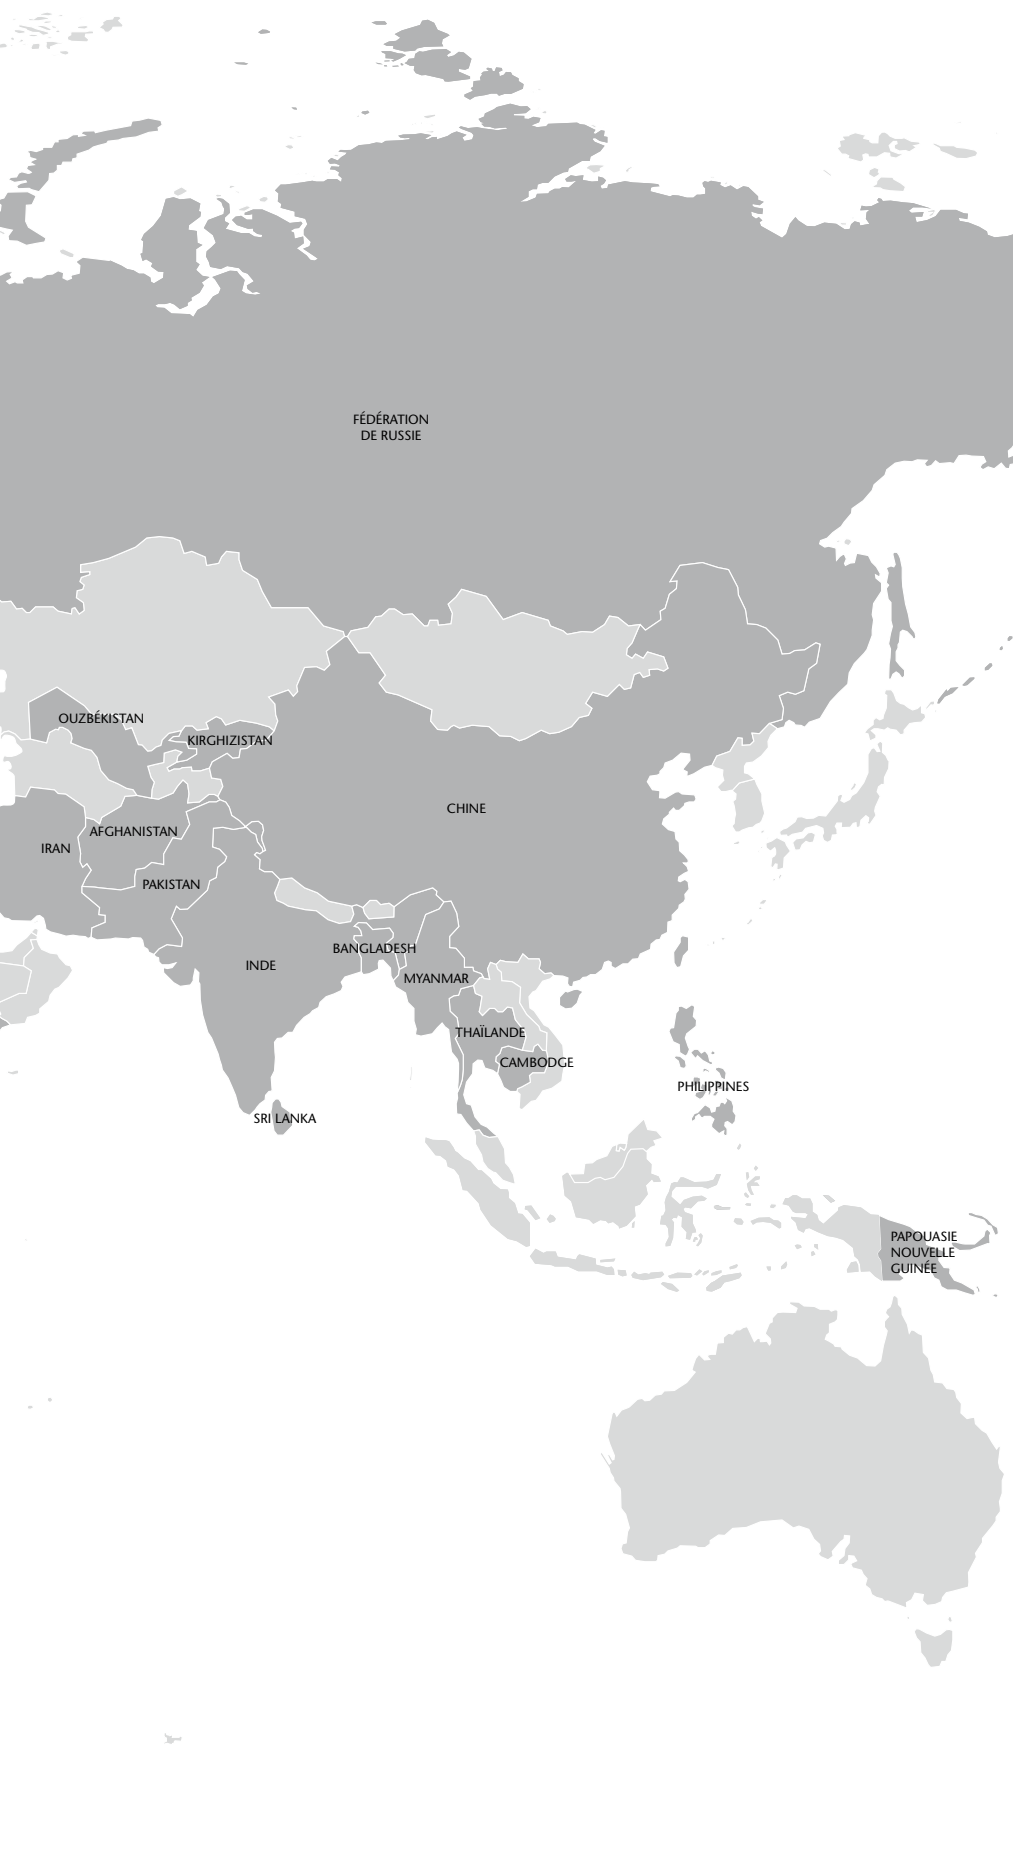 FÉDÉRATION
DE RUSSIE
OUZBÉKISTAN
KIRGHIZISTAN
CHINE
AFGHANISTAN
IRAN
PAKISTAN
BANGLADESH
INDE
MYANMAR
THAÏLANDE
CAMBODGE
PHILIPPINES
SRI LANKA
PAPOUASIE
NOUVELLE
GUINÉE